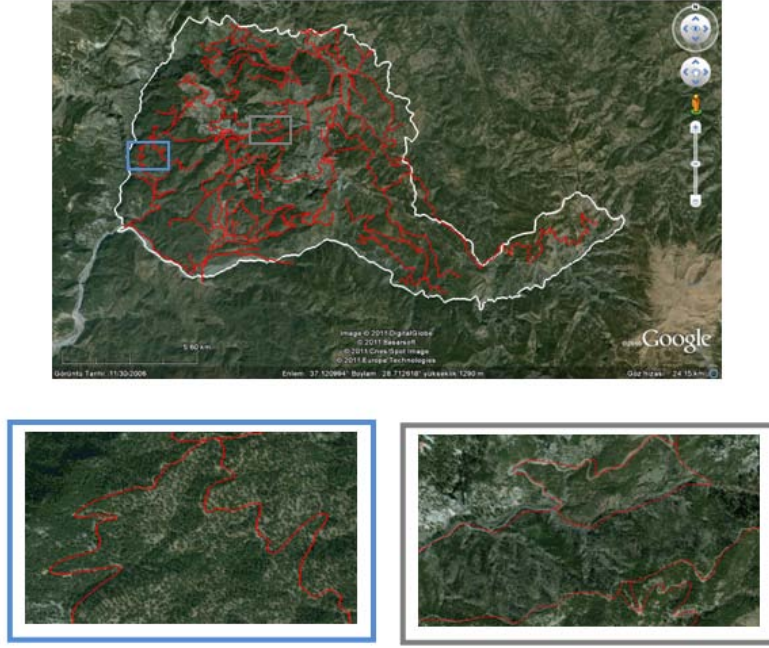 N
5.60 km
Image © 2011 DigitalGlobe
© 2011 Basarsoft
© 2011 Cnes/Spot Image
© 2011 Europa Technologies
Google
Görüntü Tarihi: 11/30/2006
Enlem: 37.120994° Boylam: 28.712618° yükseklik 1290 m
Göz hizası: 24.15 km